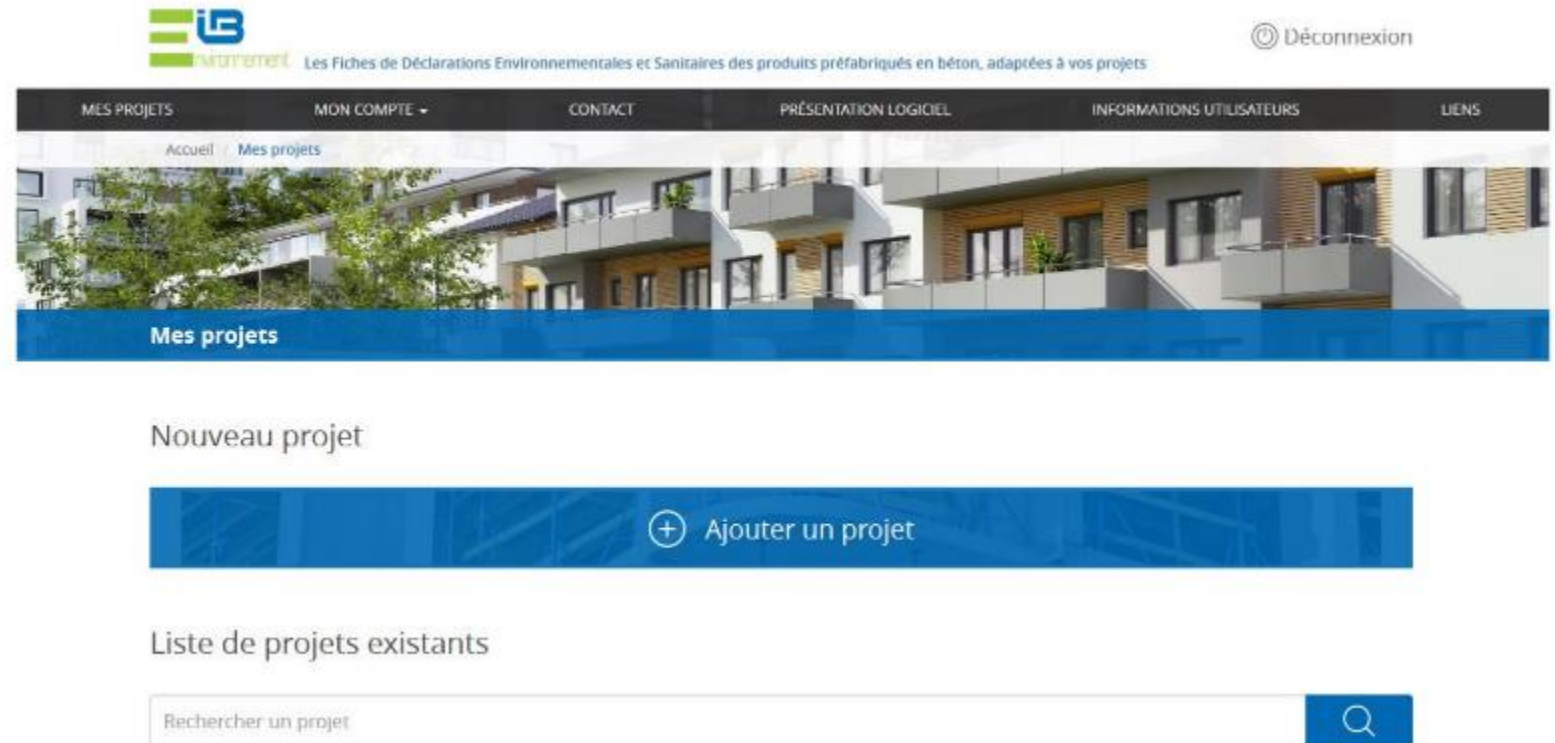 iB
Environnement Les Fiches de Déclarations Environnementales et Sanitaires des produits préfabriqués en béton, adaptées à vos projets
Déconnexion
MES PROJETS MON COMPTE CONTACT PRÉSENTATION LOGICIEL INFORMATIONS UTILISATEURS LIENS
Accueil / Mes projets
Mes projets
Nouveau projet
Ajouter un projet
Liste de projets existants
Rechercher un projet